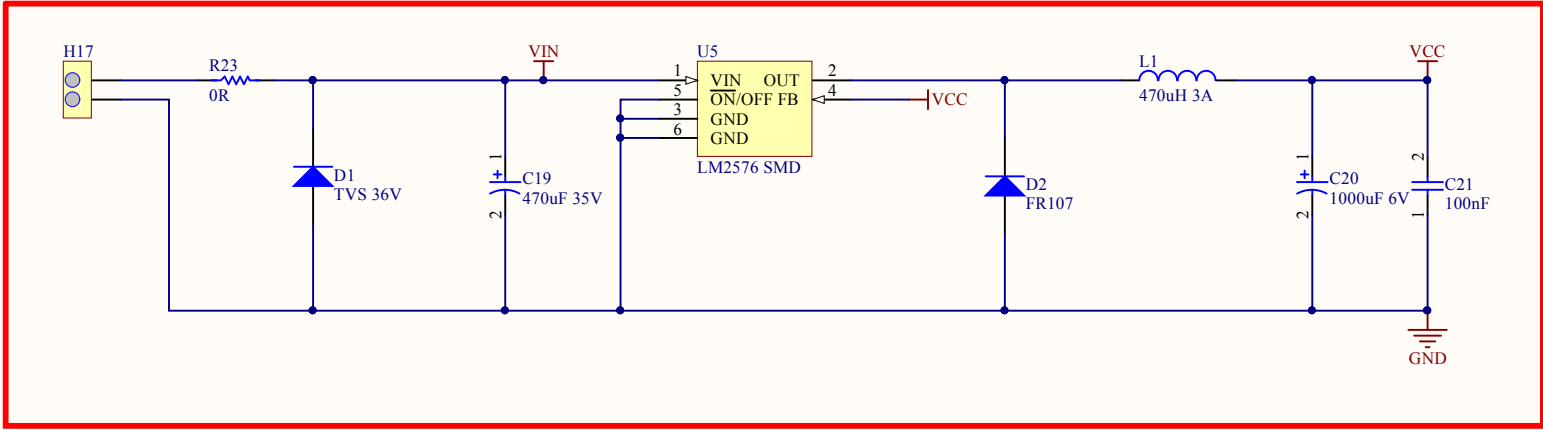 H17
R23
0R
VIN
D1
TVS 36V
1
2
C19
470uF 35V
U5
1
5
3
6
VIN OUT
ON/OFF FB
GND
GND
2
4
LM2576 SMD
VCC
D2
FR107
L1
470uH 3A
VCC
1
2
C20
1000uF 6V
2
1
C21
100nF
GND